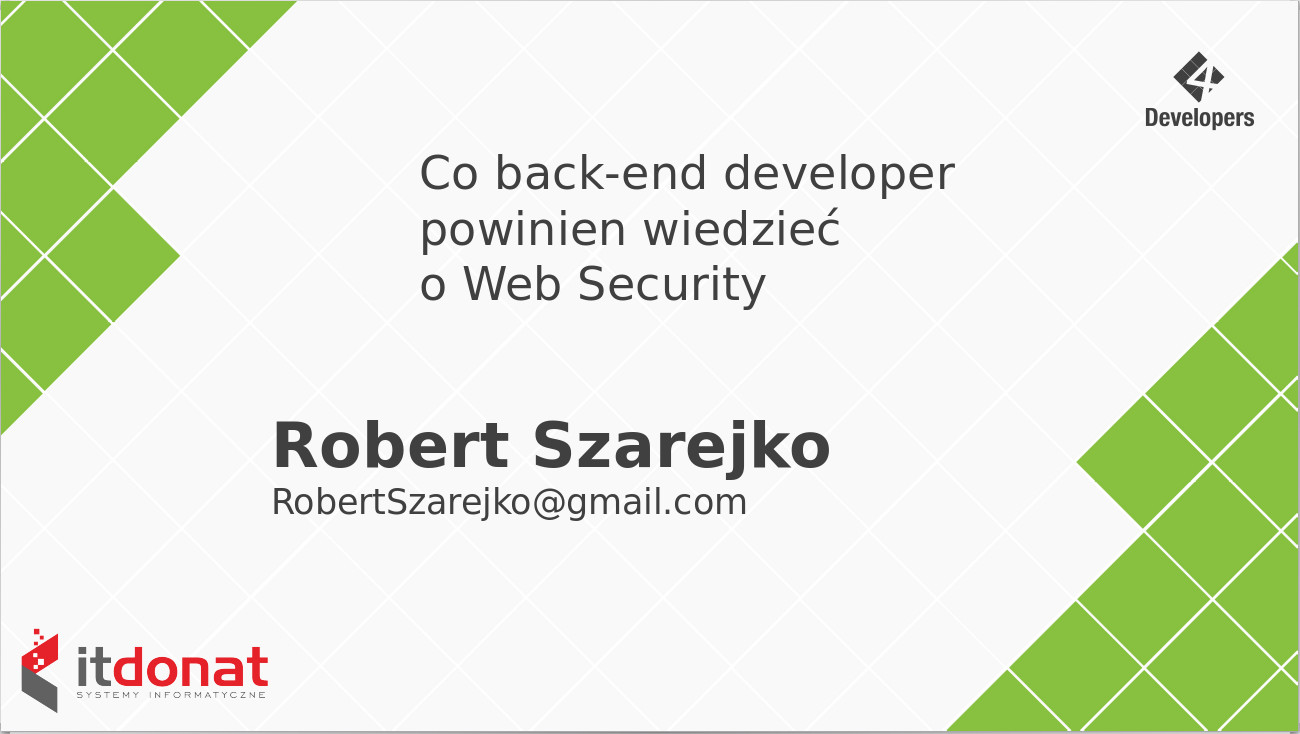 4
Developers
Co back-end developer
powinien wiedzieć
o Web Security
Robert Szarejko
RobertSzarejko@gmail.com
itdonat
SYSTEMY INFORMATYCZNE